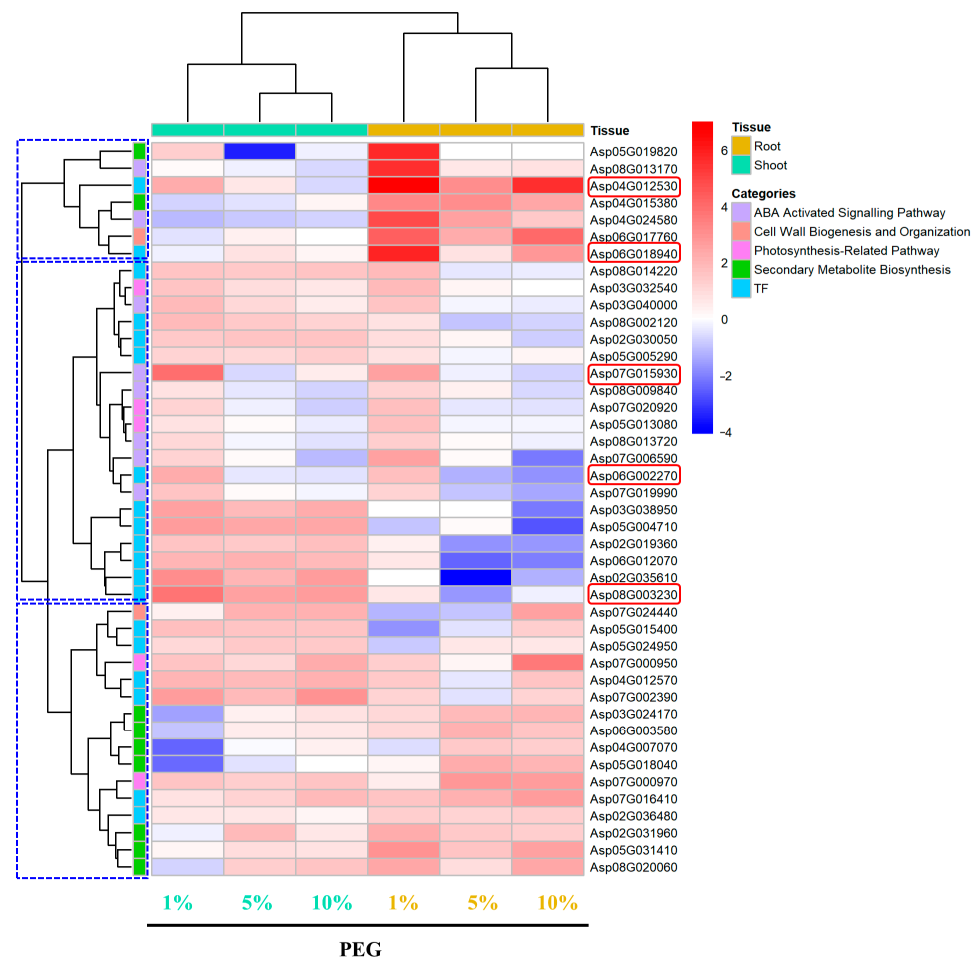 Tissue
Asp05G019820
Asp08G013170
Asp04G012530
Asp04G015380
Asp04G024580
Asp06G017760
Asp06G018940
Asp08G014220
Asp03G032540
Asp03G040000
Asp08G002120
Asp02G030050
Asp05G005290
Asp07G015930
Asp08G009840
Asp07G020920
Asp05G013080
Asp08G013720
Asp07G006590
Asp06G002270
Asp07G019990
Asp03G038950
Asp05G004710
Asp02G019360
Asp06G012070
Asp02G035610
Asp08G003230
Asp07G024440
Asp05G015400
Asp05G024950
Asp07G000950
Asp04G012570
Asp07G002390
Asp03G024170
Asp06G003580
Asp04G007070
Asp05G018040
Asp07G000970
Asp07G016410
Asp02G036480
Asp02G031960
Asp05G031410
Asp08G020060
6
4
2
0
−2
−4
Tissue
Root
Shoot
Categories
ABA Activated Signalling Pathway
Cell Wall Biogenesis and Organization
Photosynthesis-Related Pathway
Secondary Metabolite Biosynthesis
TF
1% 5% 10% 1% 5% 10%
PEG